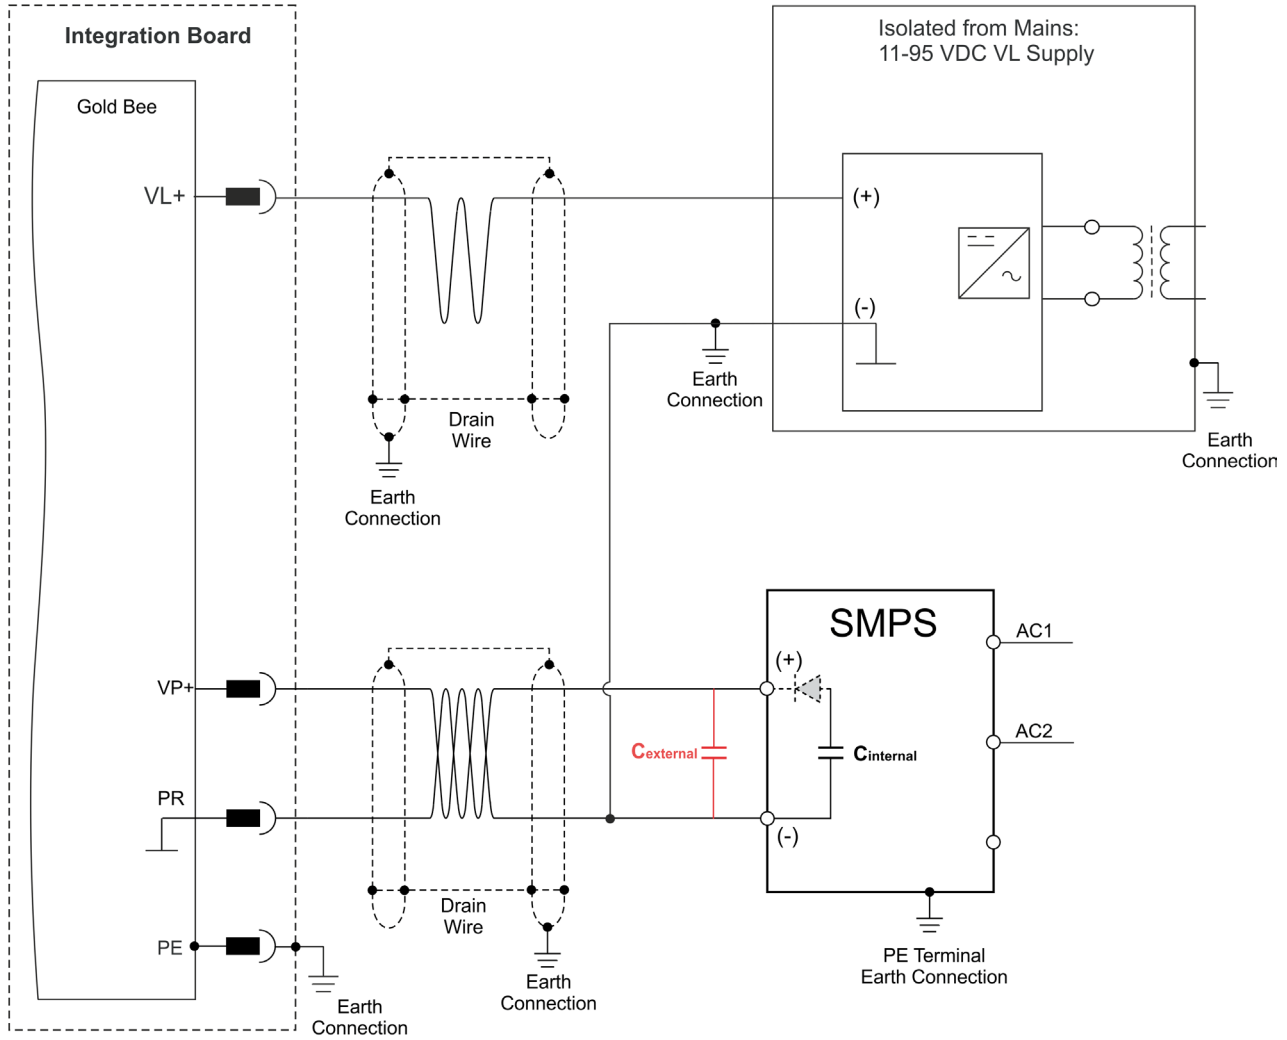 Integration Board
Isolated from Mains:
11-95 VDC VL Supply
Gold Bee
VL+
(+)
(-)
Earth
Connection
Drain
Wire
Earth
Connection
Earth
Connection
SMPS
AC1
(+)
VP+
AC2
Cexternal
Cinternal
PR
(-)
Drain
Wire
PE
PE Terminal
Earth Connection
Earth
Connection
Earth
Connection